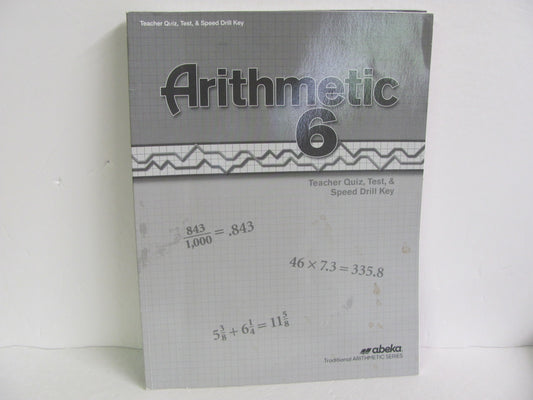 Teacher Quiz, Test, & Speed Drill Key
Arithmetic
6
Teacher Quiz, Test, &
Speed Drill Key
843/1,000 = .843
46 × 7.3 = 335.8
5 3/8 + 6 1/4 = 11 5/8
abeka
Traditional ARITHMETIC SERIES